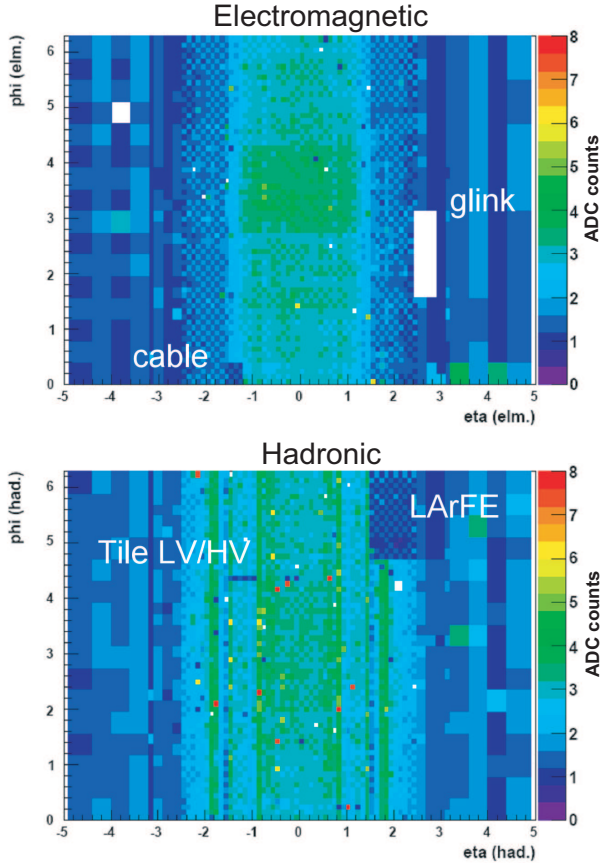 Electromagnetic
phi (elm.)
6
5
4
3
2
1
0
glink
cable
-5 -4 -3 -2 -1 0 1 2 3 4 5
eta (elm.)
8
7
6
5
4
3
2
1
0
ADC counts
Hadronic
phi (had.)
6
5
4
3
2
1
0
LArFE
Tile LV/HV
-5 -4 -3 -2 -1 0 1 2 3 4 5
eta (had.)
8
7
6
5
4
3
2
1
0
ADC counts